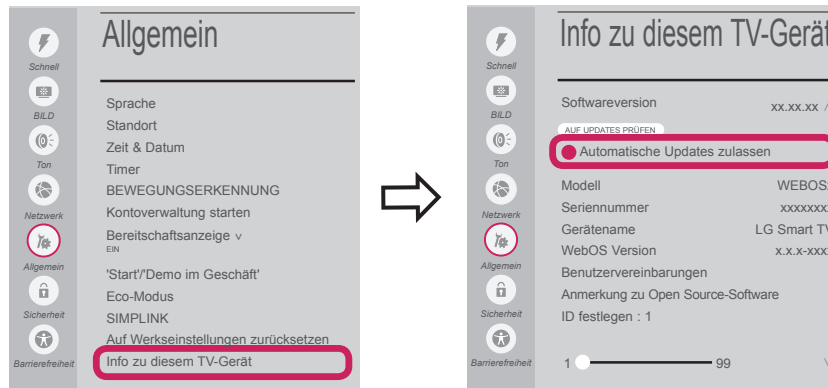 Allgemein
Schnell
BILD
Ton
Netzwerk
Allgemein
Sicherheit
Barrierefreiheit
Sprache
Standort
Zeit & Datum
Timer
BEWEGUNGSERKENNUNG
Kontoverwaltung starten
Bereitschaftsanzeige ˅
EIN
'Start'/'Demo im Geschäft'
Eco-Modus
SIMPLINK
Auf Werkseinstellungen zurücksetzen
Info zu diesem TV-Gerät
Info zu diesem TV-Gerät
Schnell
BILD
Ton
Netzwerk
Allgemein
Sicherheit
Barrierefreiheit
Softwareversion xx.xx.xx
AUF UPDATES PRÜFEN
Automatische Updates zulassen
Modell WEBOS
Seriennummer xxxxxxx
Gerätename LG Smart TV
WebOS Version x.x.x-xxx
Benutzervereinbarungen
Anmerkung zu Open Source-Software
ID festlegen : 1
1 99